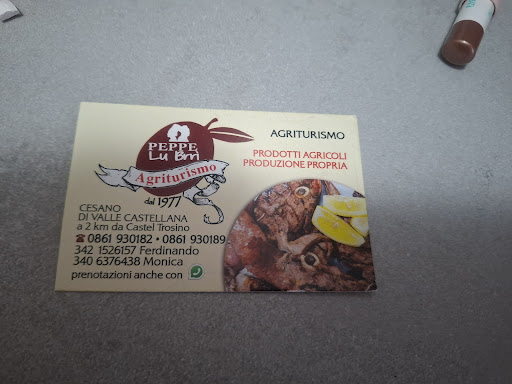 PEPPE
Lu Brrì
Agriturismo
dal 1977
AGRITURISMO
PRODOTTI AGRICOLI
PRODUZIONE PROPRIA
CESANO
DI VALLE CASTELLANA
a 2 km da Castel Trosino
☎ 0861 930182 • 0861 930189
342 1526157 Ferdinando
340 6376438 Monica
prenotazioni anche con